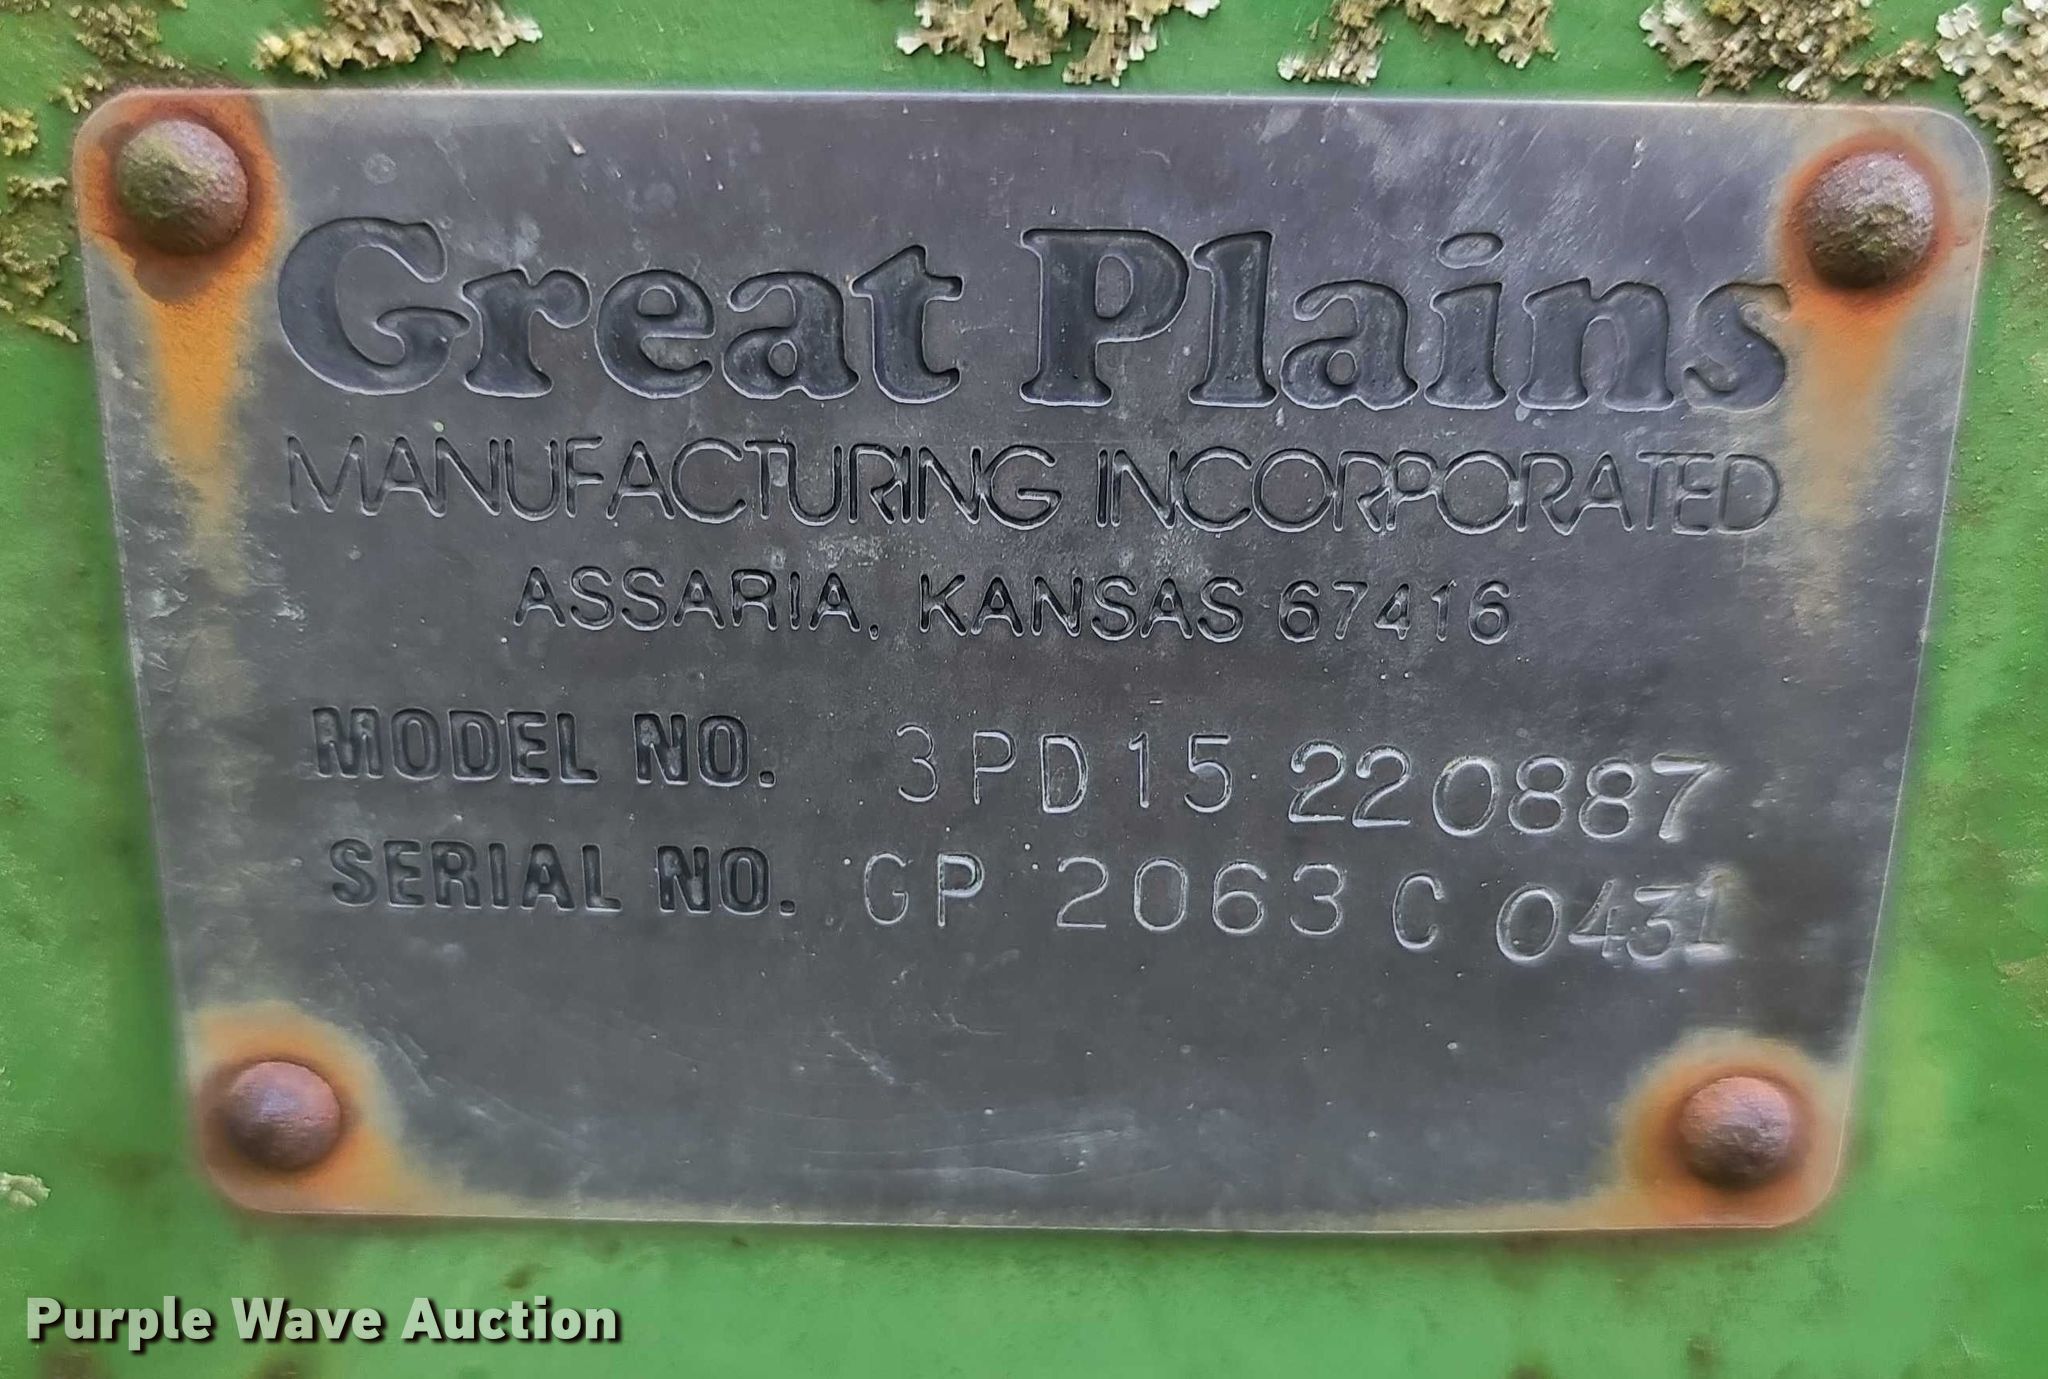 Great Plains
MANUFACTURING INCORPORATED
ASSARIA, KANSAS 67416
MODEL NO. 3PD15 220887
SERIAL NO. GP 2063 C 0431
Purple Wave Auction